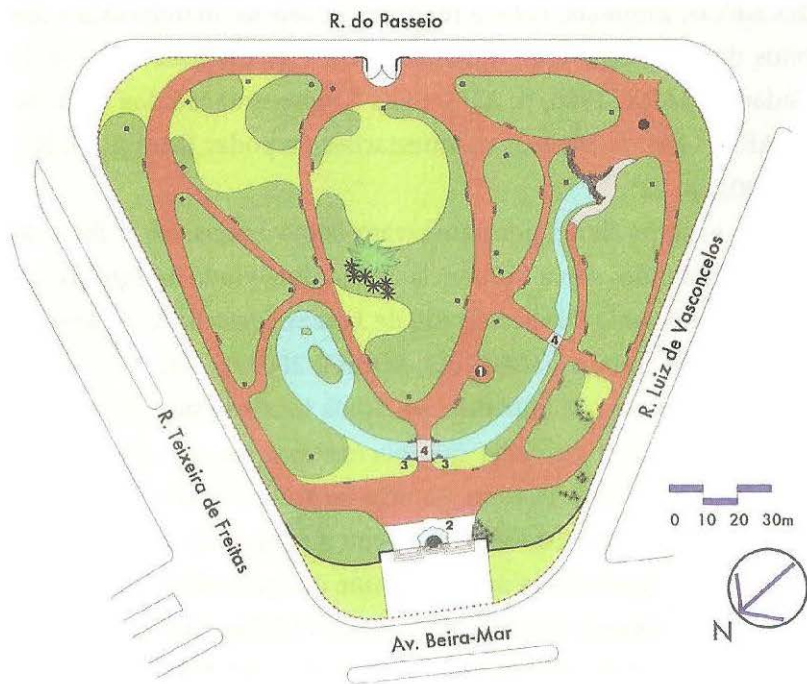 R. do Passeio
R. Luiz de Vasconcelos
R. Teixeira de Freitas
1
4
4
3 3
2
0 10 20 30m
N
Av. Beira-Mar